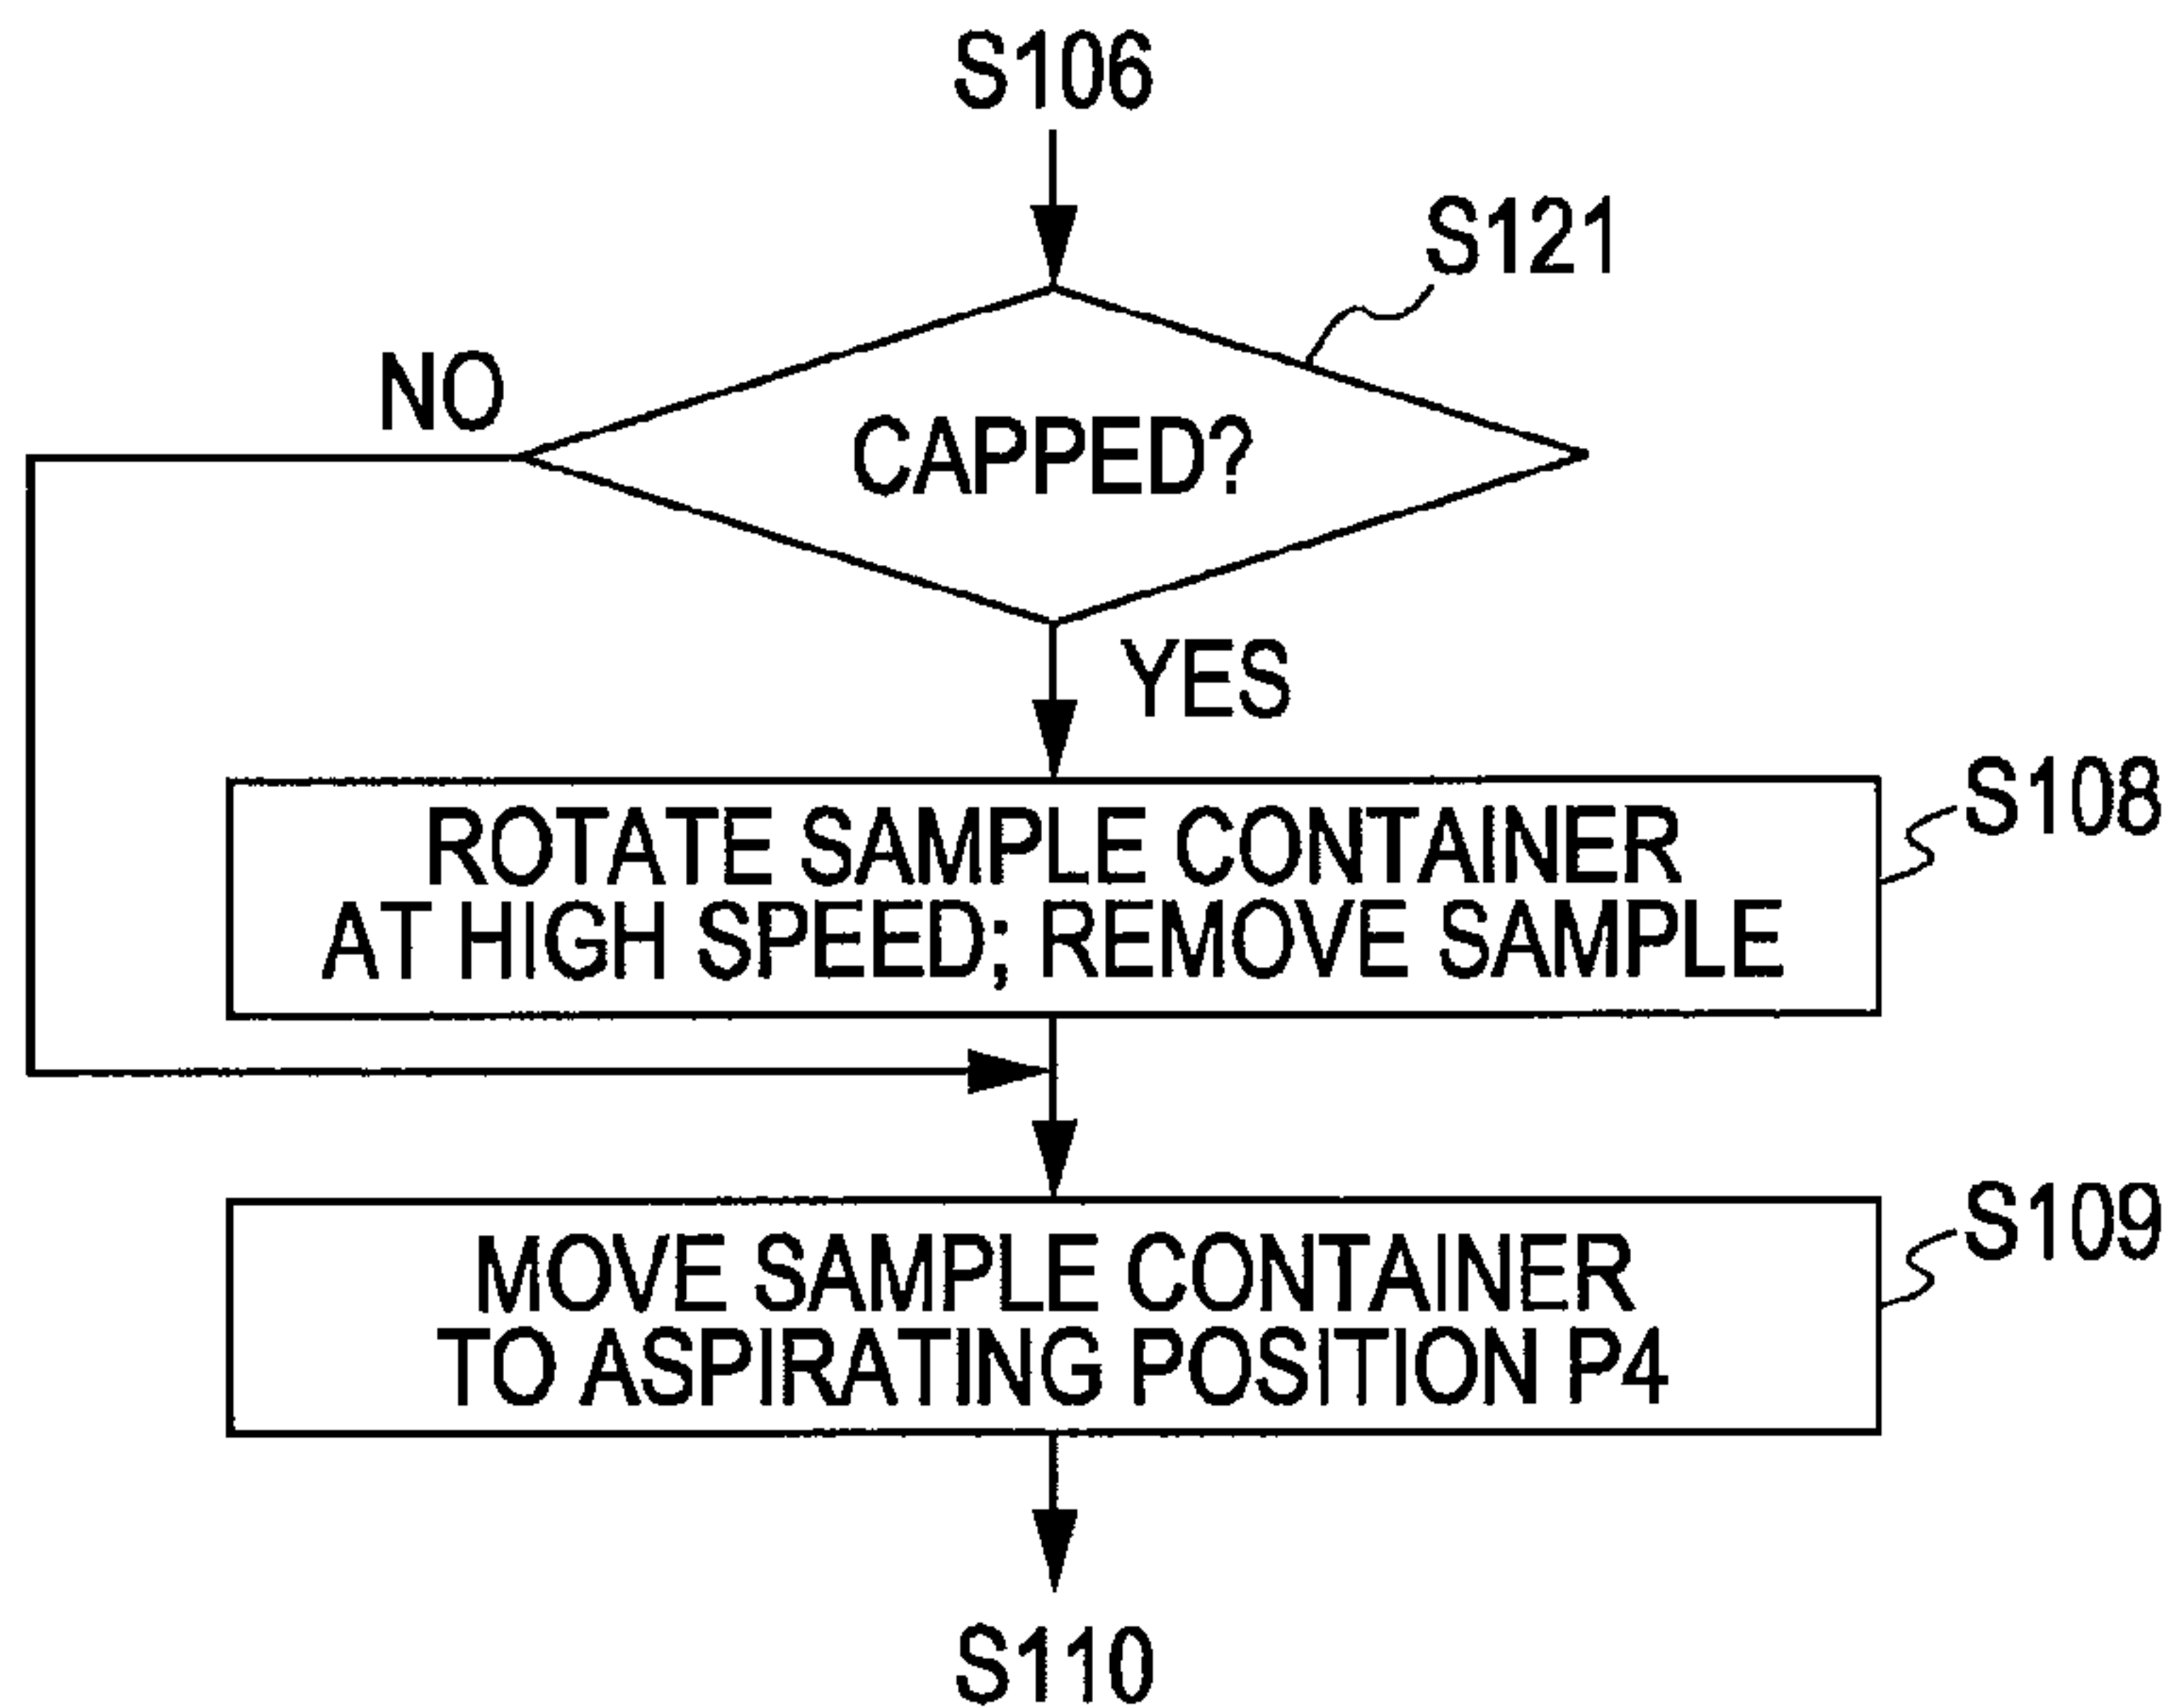 S106
S121
NO
CAPPED?
YES
S108
ROTATE SAMPLE CONTAINER
AT HIGH SPEED; REMOVE SAMPLE
S109
MOVE SAMPLE CONTAINER
TO ASPIRATING POSITION P4
S110